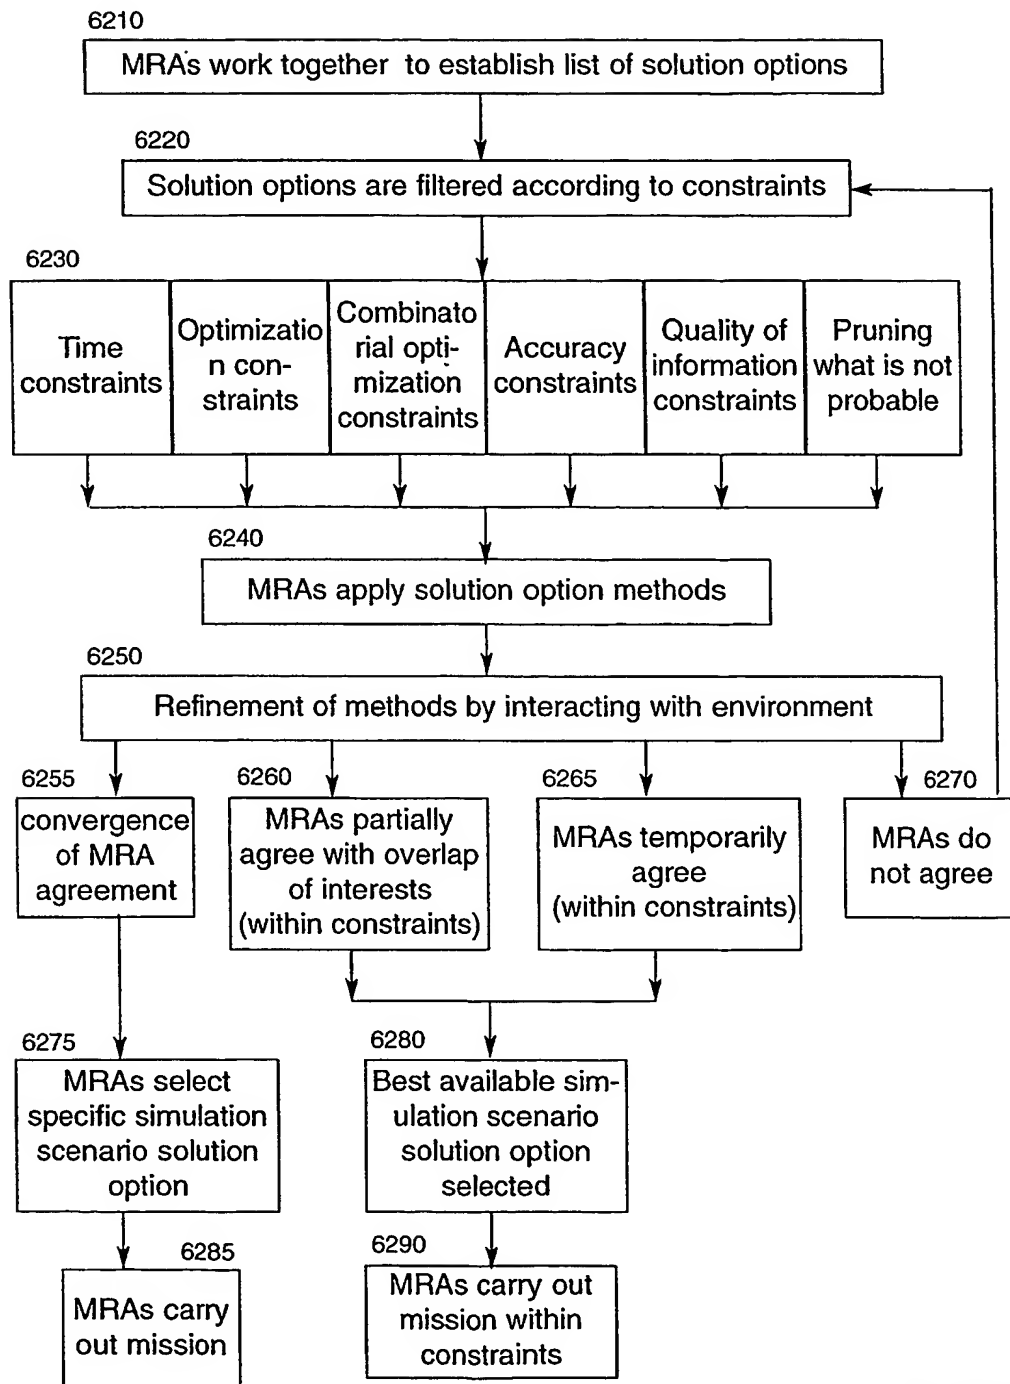 6210
MRAs work together to establish list of solution options
6220
Solution options are filtered according to constraints
6230
Time
constraints
Optimizatio
n con-
straints
Combinato
rial opti-
mization
constraints
Accuracy
constraints
Quality of
information
constraints
Pruning
what is not
probable
6240
MRAs apply solution option methods
6250
Refinement of methods by interacting with environment
6255
convergence
of MRA
agreement
6260
MRAs partially
agree with overlap
of interests
(within constraints)
6265
MRAs temporarily
agree
(within constraints)
6270
MRAs do
not agree
6275
MRAs select
specific simulation
scenario solution
option
6280
Best available sim-
ulation scenario
solution option
selected
6285
MRAs carry
out mission
6290
MRAs carry out
mission within
constraints